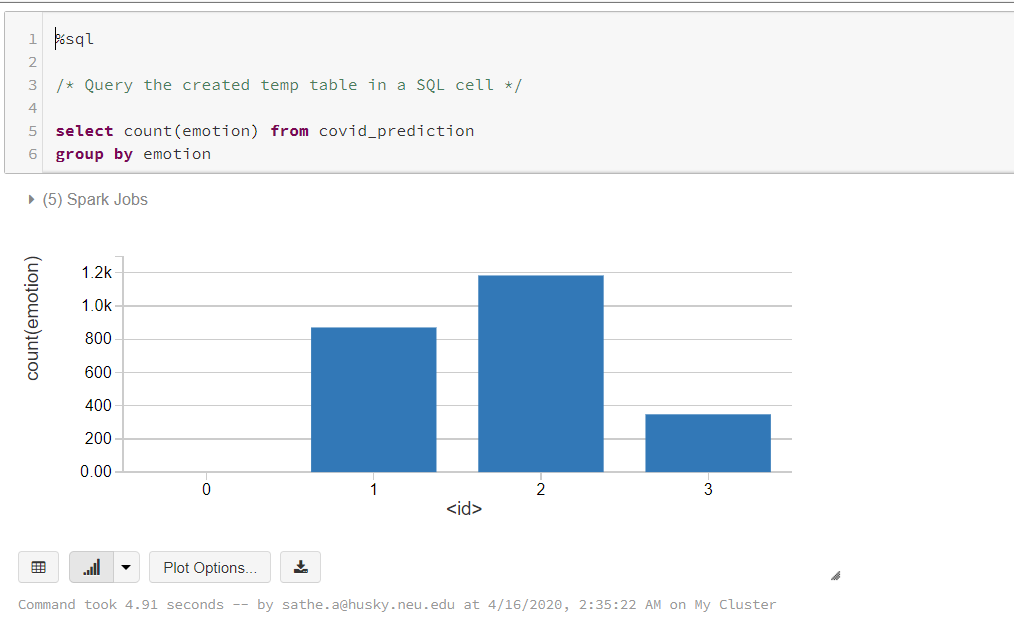 1 %sql
2
3 /* Query the created temp table in a SQL cell */
4
5 select count(emotion) from covid_prediction
6 group by emotion
(5) Spark Jobs
count(emotion)
1.2k
1.0k
800
600
400
200
0.00
0 1 2 3
<id>
Plot Options...
Command took 4.91 seconds -- by sathe.a@husky.neu.edu at 4/16/2020, 2:35:22 AM on My Cluster